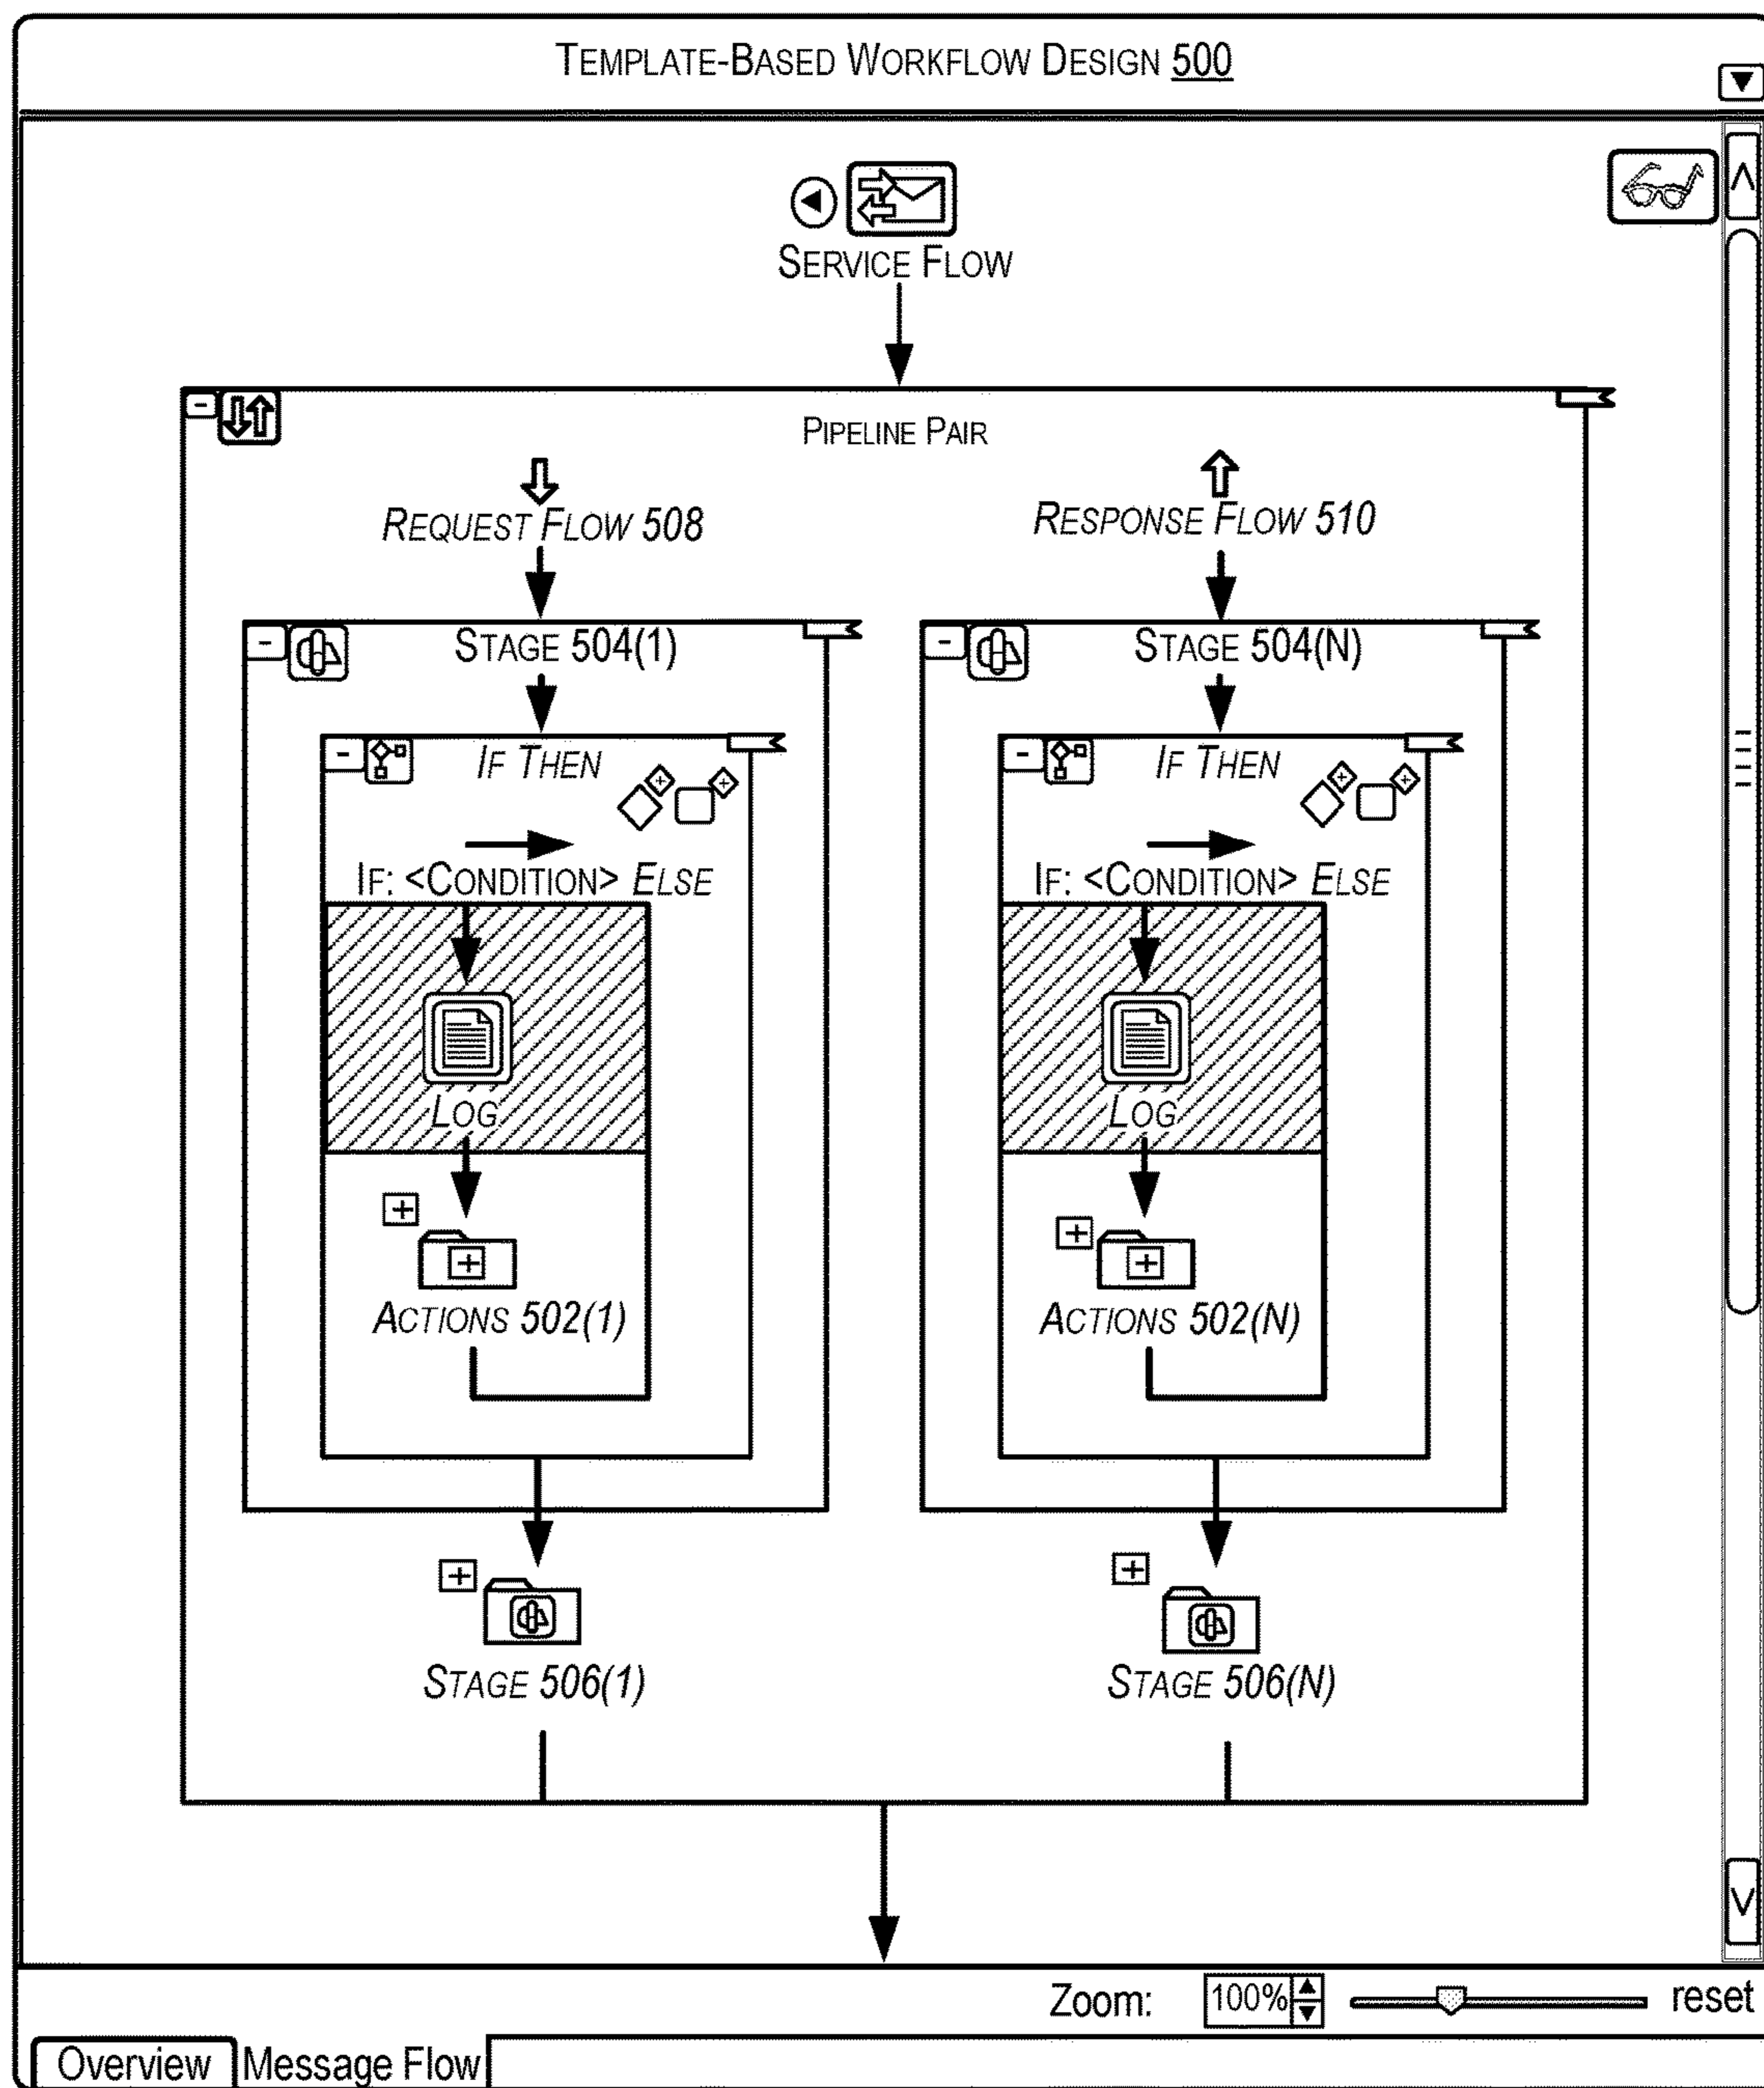 TEMPLATE-BASED WORKFLOW DESIGN 500
SERVICE FLOW
PIPELINE PAIR
REQUEST FLOW 508
RESPONSE FLOW 510
STAGE 504(1)
STAGE 504(N)
IF THEN
IF THEN
IF: <CONDITION> ELSE
IF: <CONDITION> ELSE
LOG
LOG
ACTIONS 502(1)
ACTIONS 502(N)
STAGE 506(1)
STAGE 506(N)
Zoom: 100% reset
Overview Message Flow